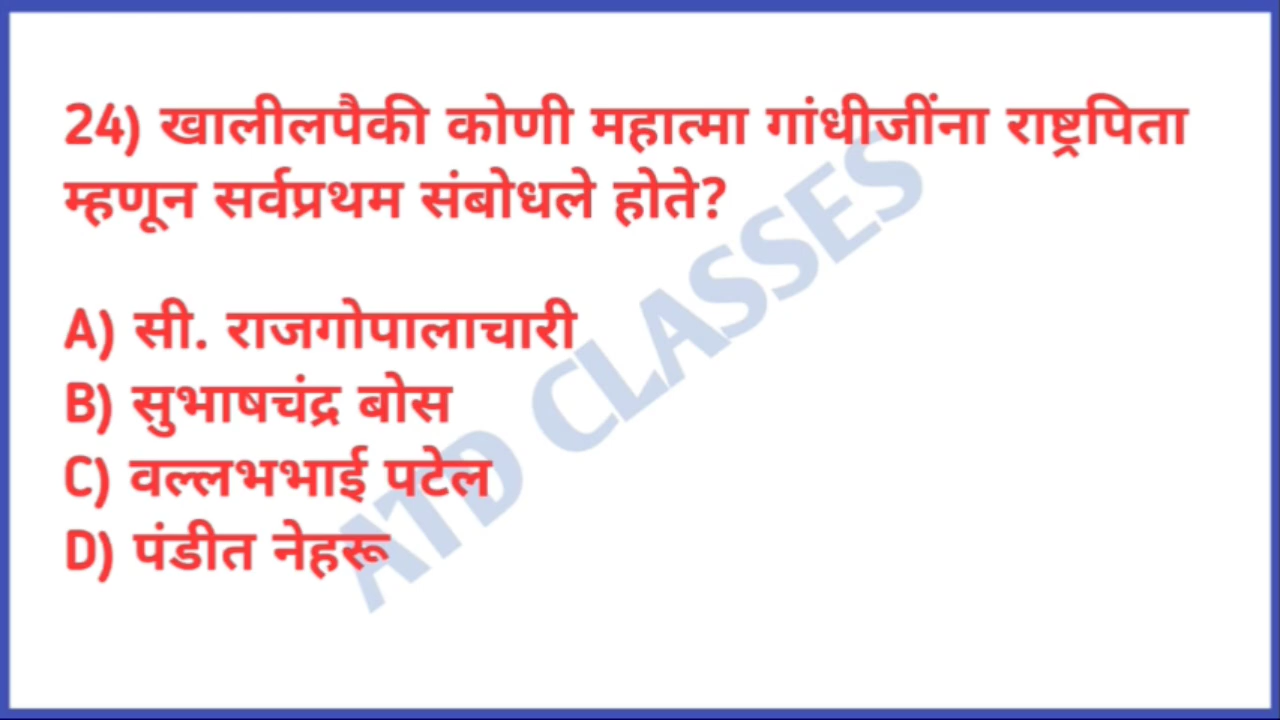 24) खालीलपैकी कोणी महात्मा गांधीजींना राष्ट्रपिता
म्हणून सर्वप्रथम संबोधले होते?
A) सी. राजगोपालाचारी
B) सुभाषचंद्र बोस
C) वल्लभभाई पटेल
D) पंडीत नेहरू
ATD CLASSES